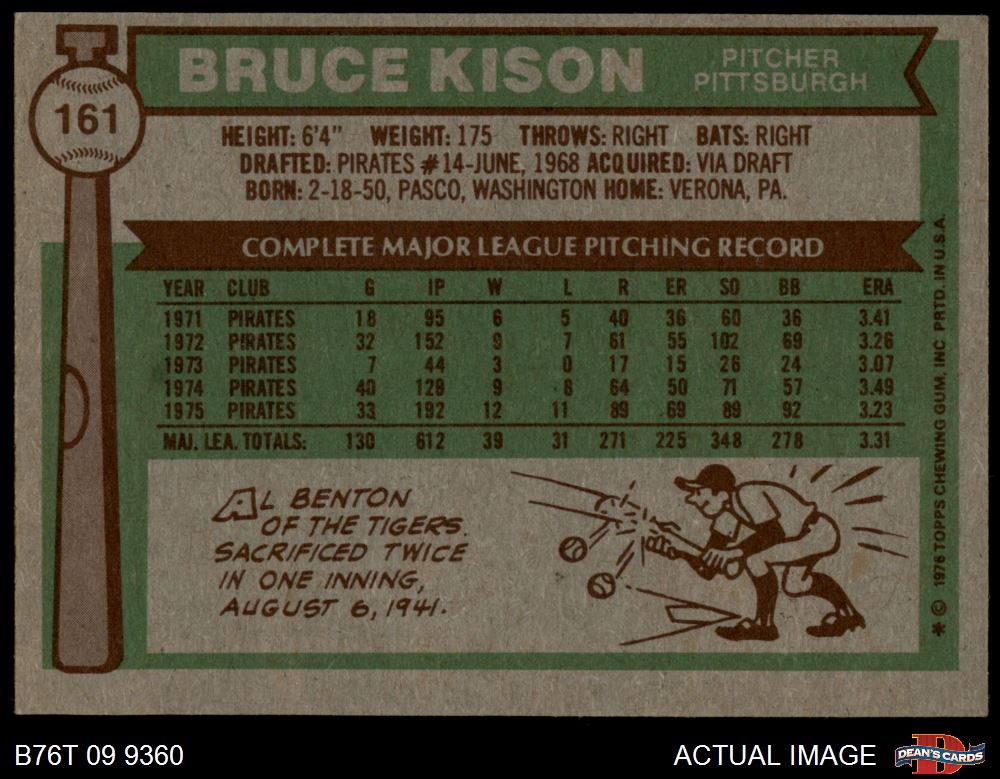 BRUCE KISON
PITCHER
PITTSBURGH
161
HEIGHT: 6'4" WEIGHT: 175 THROWS: RIGHT BATS: RIGHT
DRAFTED: PIRATES #14-JUNE, 1968 ACQUIRED: VIA DRAFT
BORN: 2-18-50, PASCO, WASHINGTON HOME: VERONA, PA.
COMPLETE MAJOR LEAGUE PITCHING RECORD
YEAR CLUB G IP W L R ER SO BB ERA
1971 PIRATES 18 95 6 5 40 36 60 36 3.41
1972 PIRATES 32 152 9 7 61 55 102 69 3.26
1973 PIRATES 7 44 3 0 17 15 26 24 3.07
1974 PIRATES 40 129 9 8 64 50 71 57 3.49
1975 PIRATES 33 192 12 11 89 69 89 92 3.23
MAJ. LEA. TOTALS: 130 612 39 31 271 225 348 278 3.31
AL BENTON
OF THE TIGERS
SACRIFICED TWICE
IN ONE INNING,
AUGUST 6, 1941.
* © 1976 TOPPS CHEWING GUM, INC PRTD. IN U.S.A.
B76T 09 9360
ACTUAL IMAGE
DEAN'S CARDS